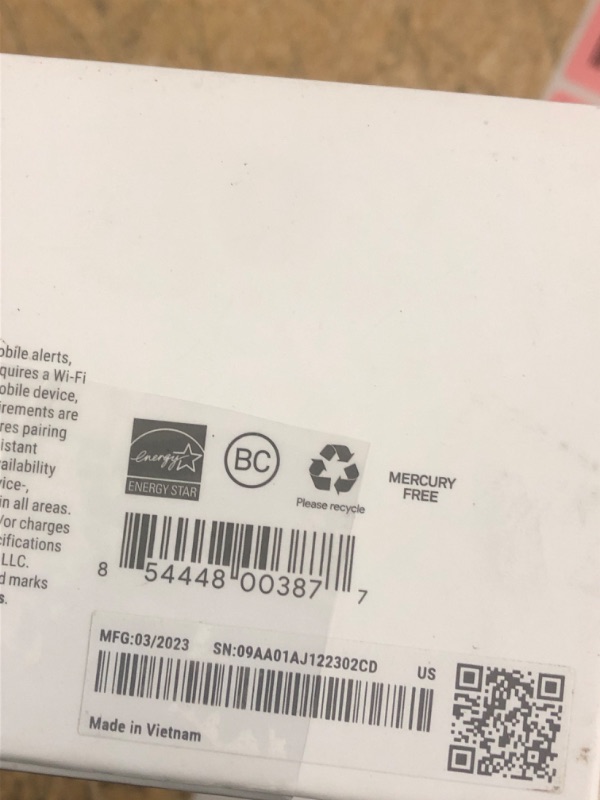 obile alerts,
quires a Wi-Fi
obile device,
irements are
res pairing
istant
ailability
vice-,
in all areas.
/or charges
cifications
LLC.
d marks
s.
energy
ENERGY STAR
BC
Please recycle
MERCURY
FREE
8 54448 00387 7
MFG:03/2023 SN:09AA01AJ122302CD US
Made in Vietnam